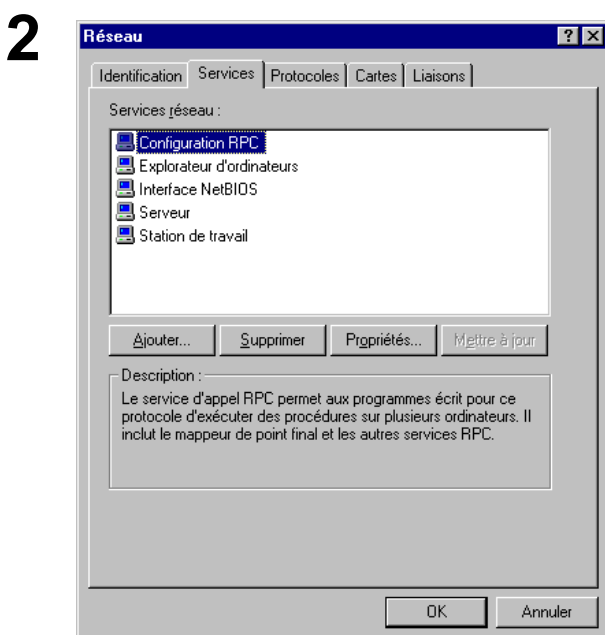 2
Réseau
Identification Services Protocoles Cartes Liaisons
Services réseau :
Configuration RPC
Explorateur d'ordinateurs
Interface NetBIOS
Serveur
Station de travail
Ajouter... Supprimer Propriétés... Mettre à jour
Description :
Le service d'appel RPC permet aux programmes écrit pour ce
protocole d'exécuter des procédures sur plusieurs ordinateurs. Il
inclut le mappeur de point final et les autres services RPC.
OK Annuler